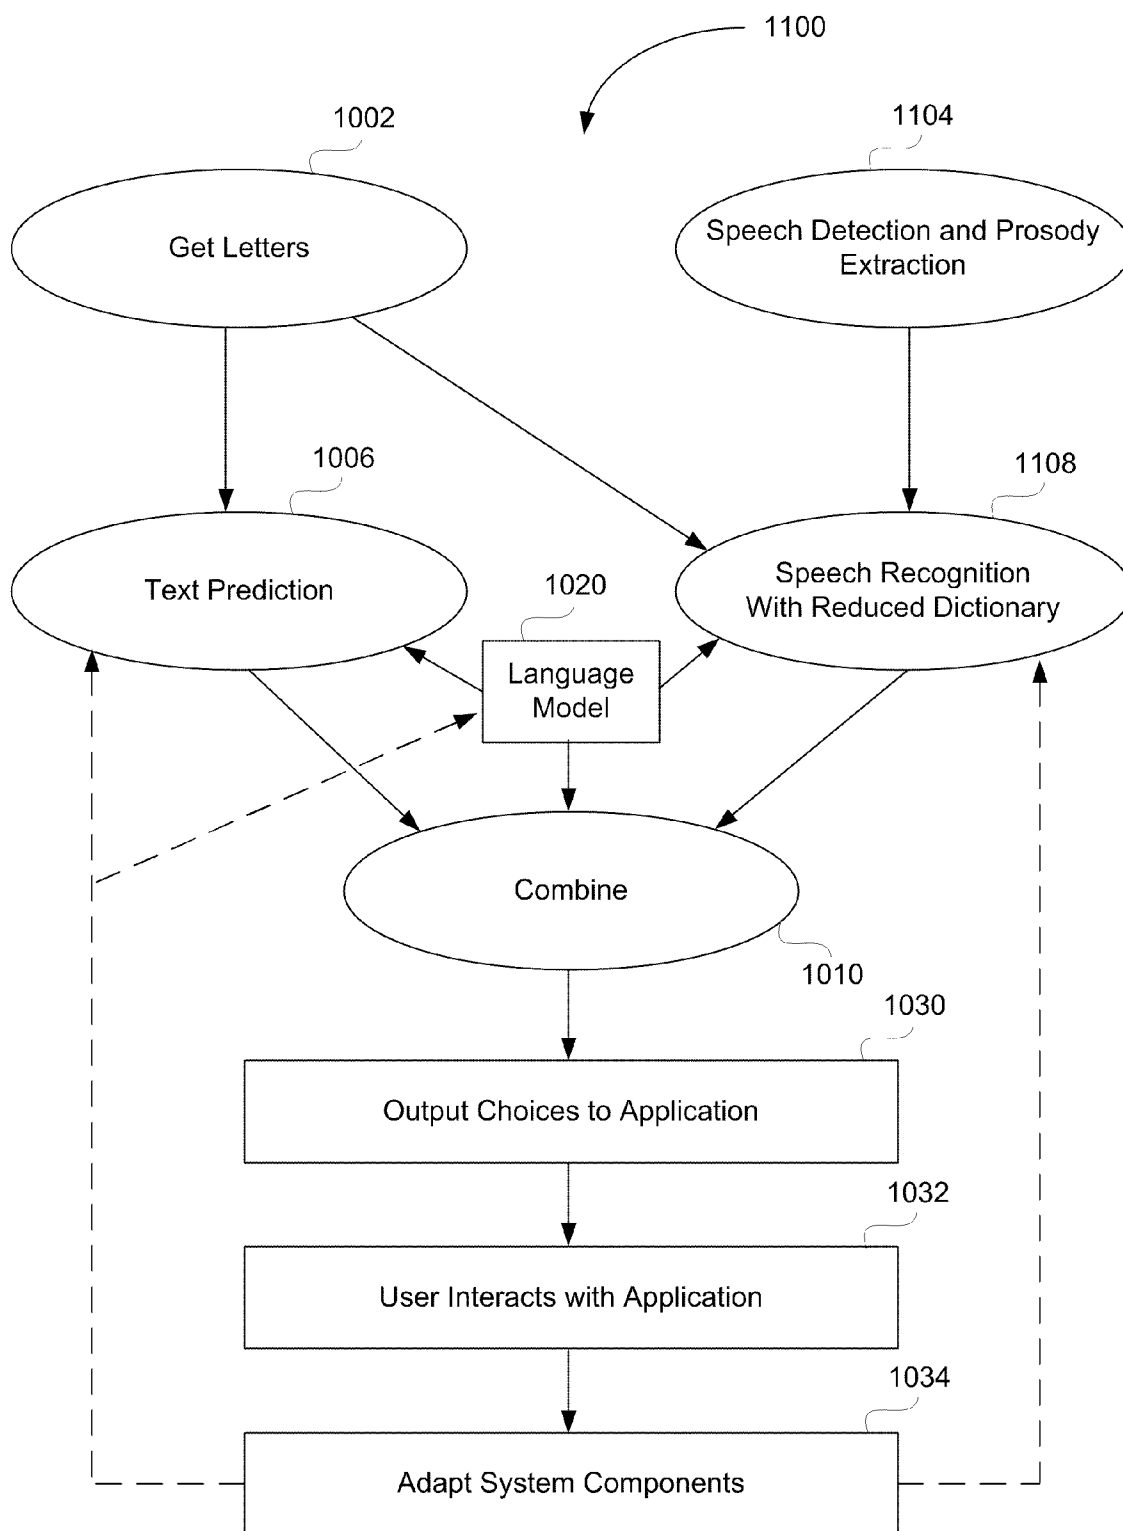 1100
1002
1104
Get Letters
Speech Detection and Prosody
Extraction
1006
1108
Text Prediction
Speech Recognition
With Reduced Dictionary
1020
Language
Model
Combine
1010
1030
Output Choices to Application
1032
User Interacts with Application
1034
Adapt System Components